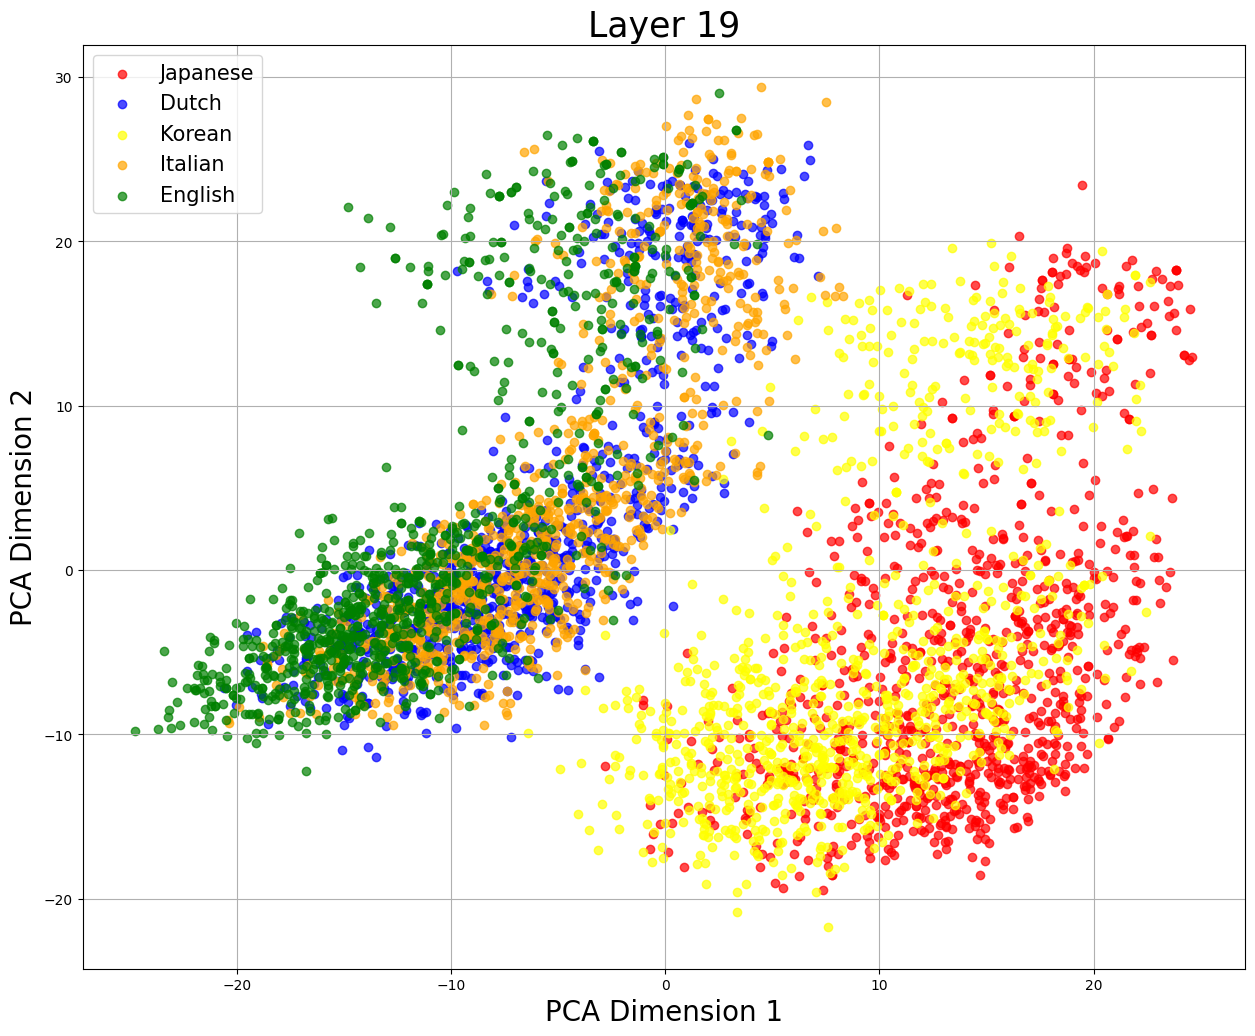 Layer 19
Japanese
Dutch
Korean
Italian
English
30
20
10
0
−10
−20
PCA Dimension 2
−20
−10
0
10
20
PCA Dimension 1